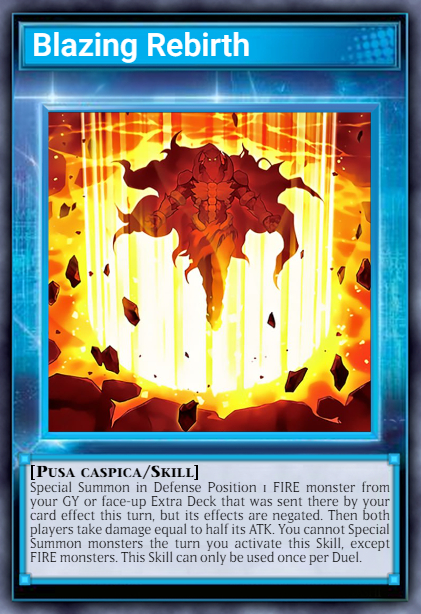 Blazing Rebirth
[Pusa caspica/Skill]
Special Summon in Defense Position 1 FIRE monster from
your GY or face-up Extra Deck that was sent there by your
card effect this turn, but its effects are negated. Then both
players take damage equal to half its ATK. You cannot Special
Summon monsters the turn you activate this Skill, except
FIRE monsters. This Skill can only be used once per Duel.